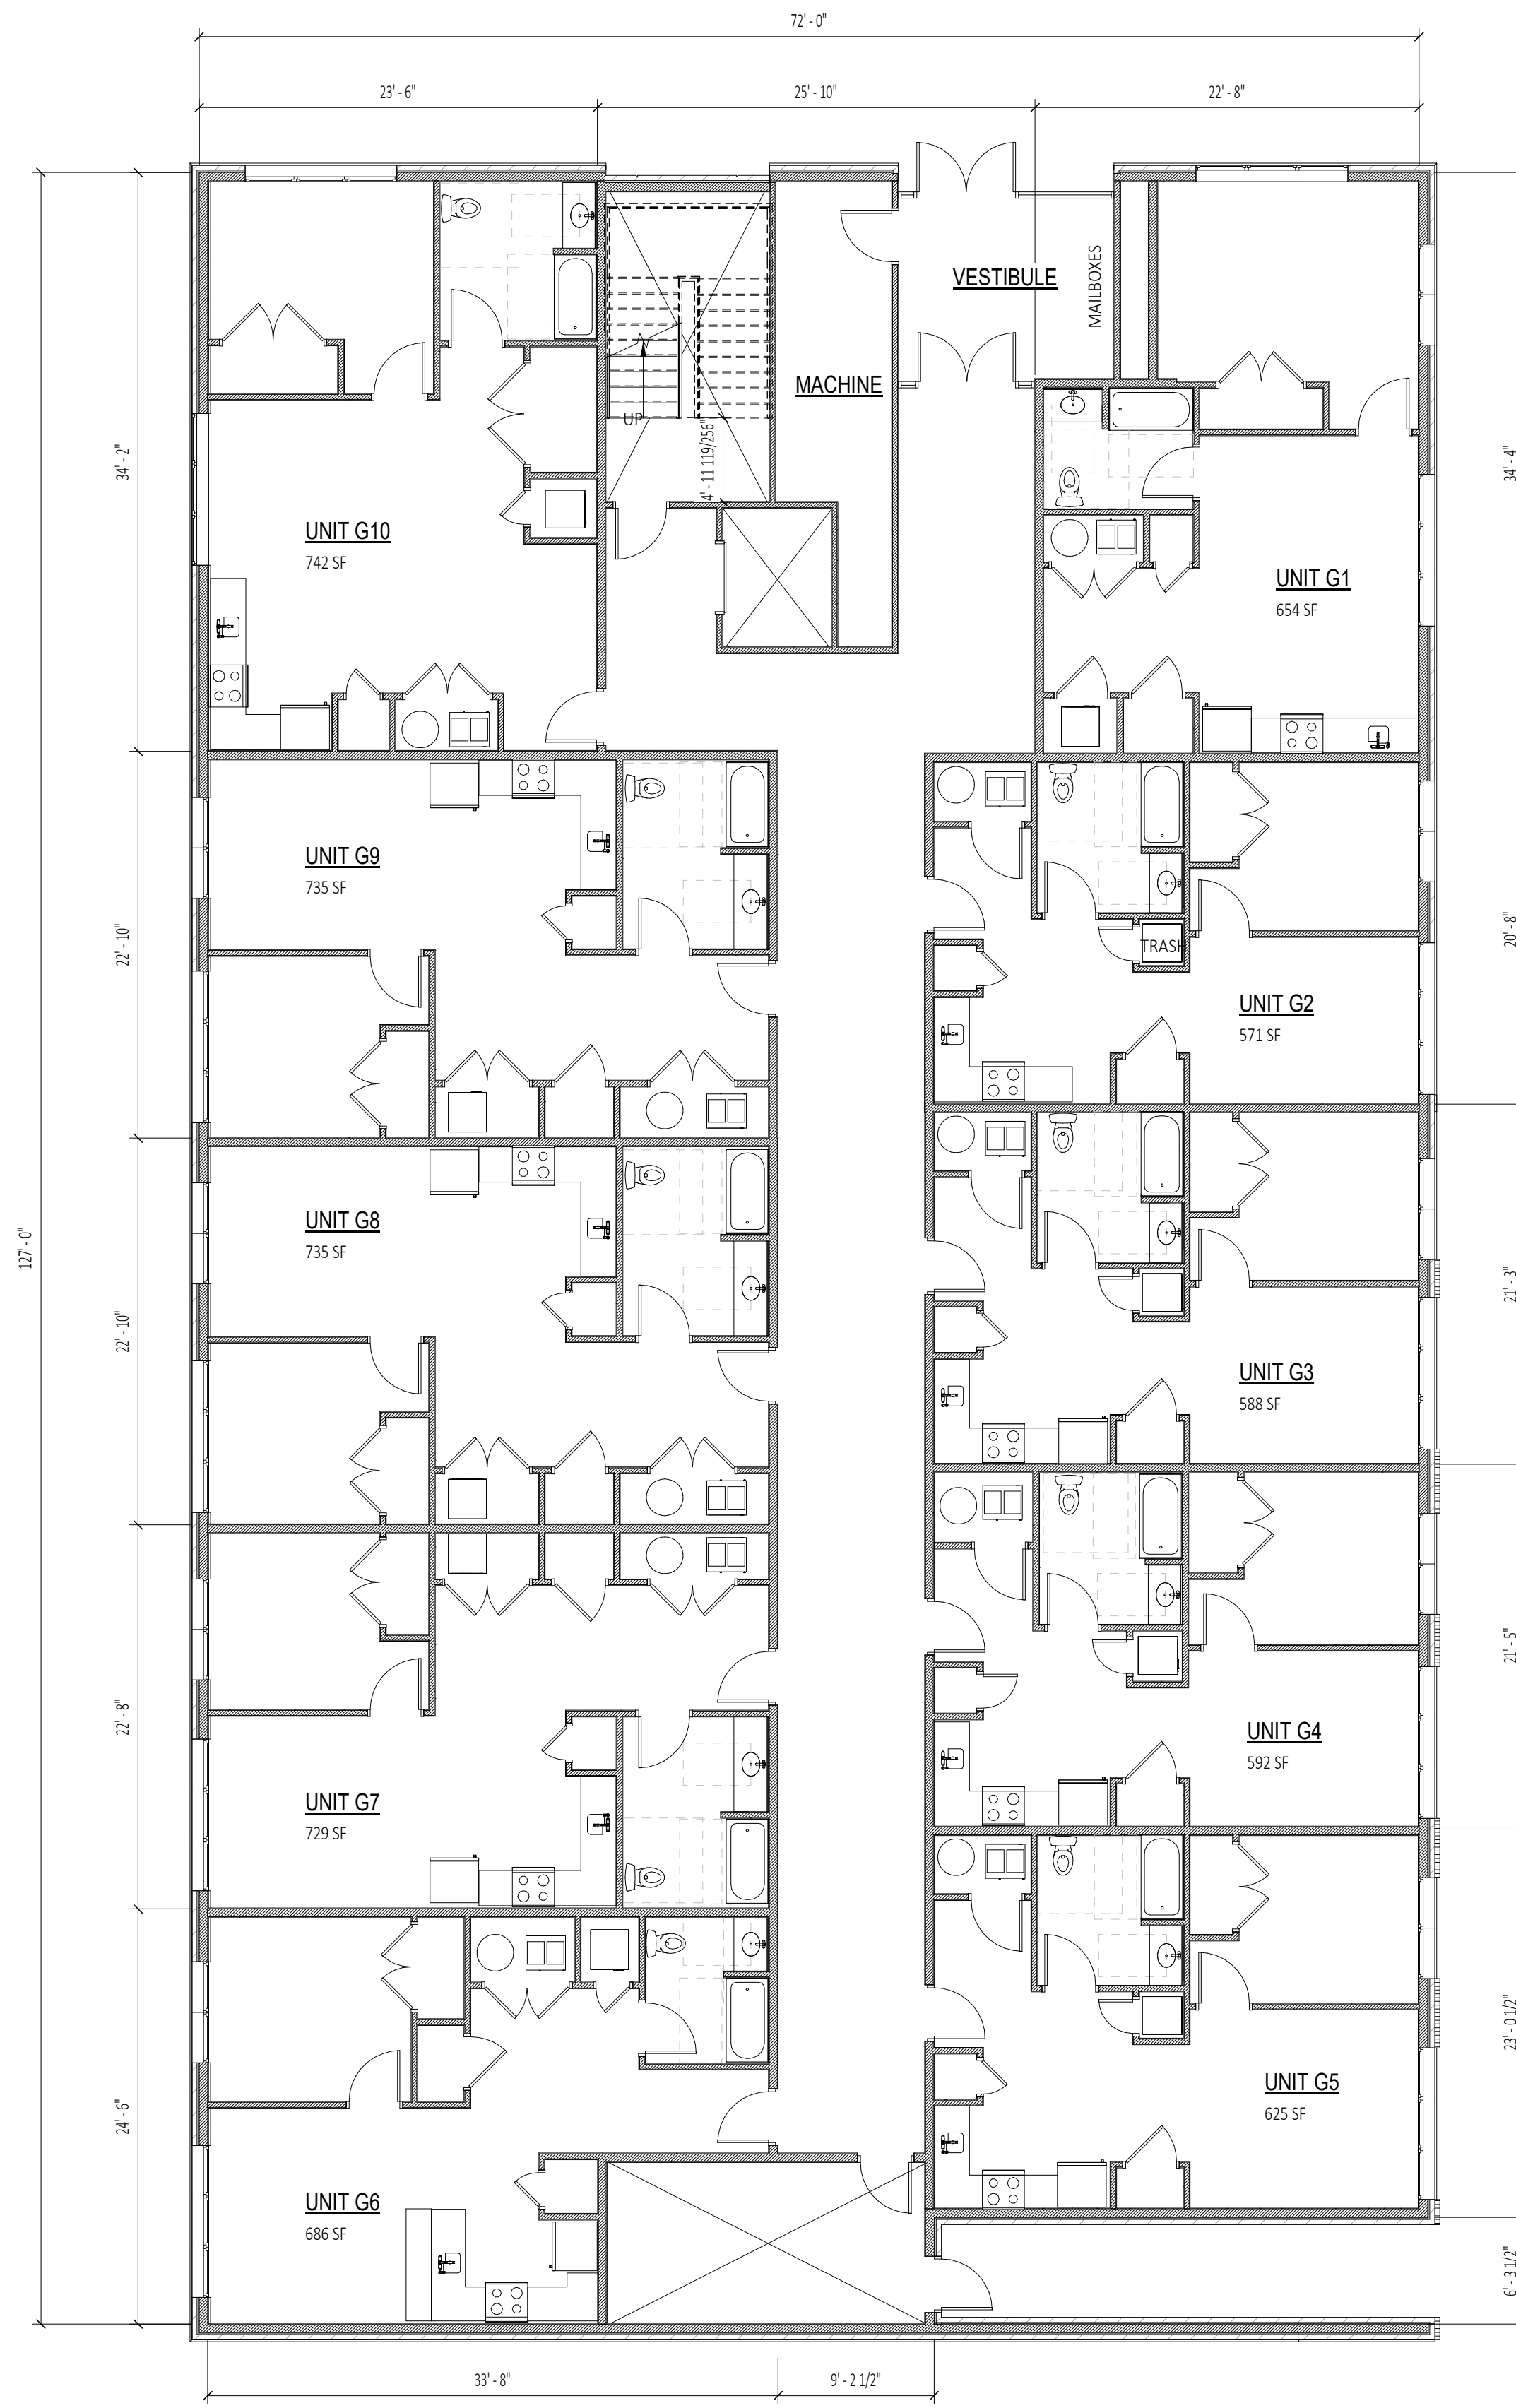 72' - 0"
23' - 6"
25' - 10"
22' - 8"
VESTIBULE
MAILBOXES
MACHINE
UP
4' - 11 119/256"
34' - 2"
34' - 4"
UNIT G10
742 SF
UNIT G1
654 SF
UNIT G9
735 SF
22' - 10"
20' - 8"
TRASH
UNIT G2
571 SF
127' - 0"
UNIT G8
735 SF
22' - 10"
21' - 3"
UNIT G3
588 SF
22' - 8"
21' - 5"
UNIT G4
592 SF
UNIT G7
729 SF
23' - 0 1/2"
UNIT G5
625 SF
24' - 6"
UNIT G6
686 SF
6' - 3 1/2"
33' - 8"
9' - 2 1/2"